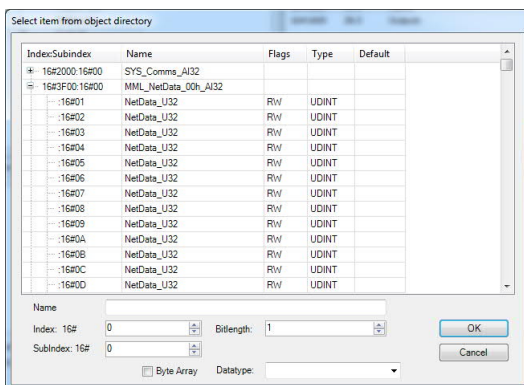 Select item from object directory
Index:Subindex Name Flags Type Default
16#2000:16#00 SYS_Comms_AI32
16#3F00:16#00 MML_NetData_00h_AI32
:16#01 NetData_U32 RW UDINT
:16#02 NetData_U32 RW UDINT
:16#03 NetData_U32 RW UDINT
:16#04 NetData_U32 RW UDINT
:16#05 NetData_U32 RW UDINT
:16#06 NetData_U32 RW UDINT
:16#07 NetData_U32 RW UDINT
:16#08 NetData_U32 RW UDINT
:16#09 NetData_U32 RW UDINT
:16#0A NetData_U32 RW UDINT
:16#0B NetData_U32 RW UDINT
:16#0C NetData_U32 RW UDINT
:16#0D NetData_U32 RW UDINT
Name
Index: 16# 0 Bitlength: 1 OK
SubIndex: 16# 0 Cancel
Byte Array Datatype: